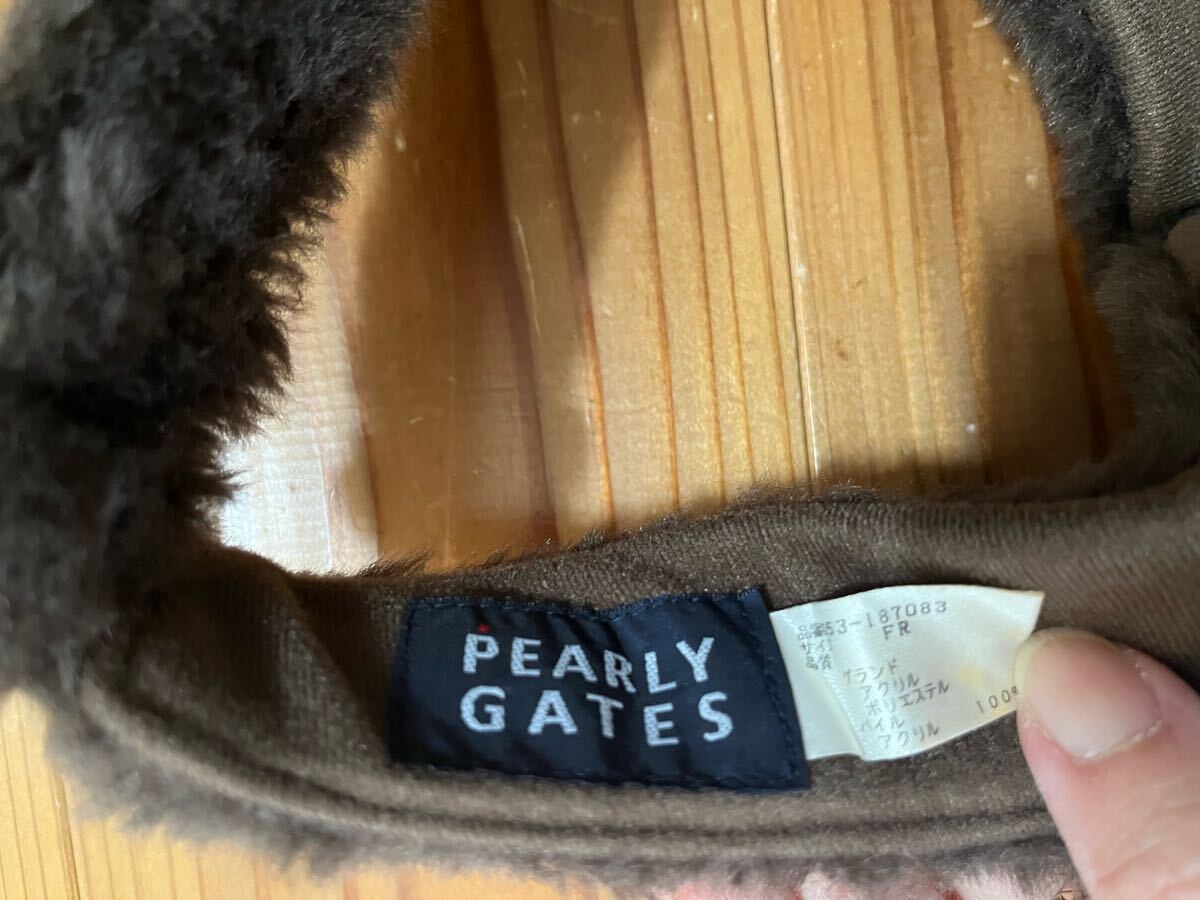 PEARLY
GATES
品番53-187083
サイズ FR
品質
グランド
アクリル
ポリエステル
パイル
アクリル 100%